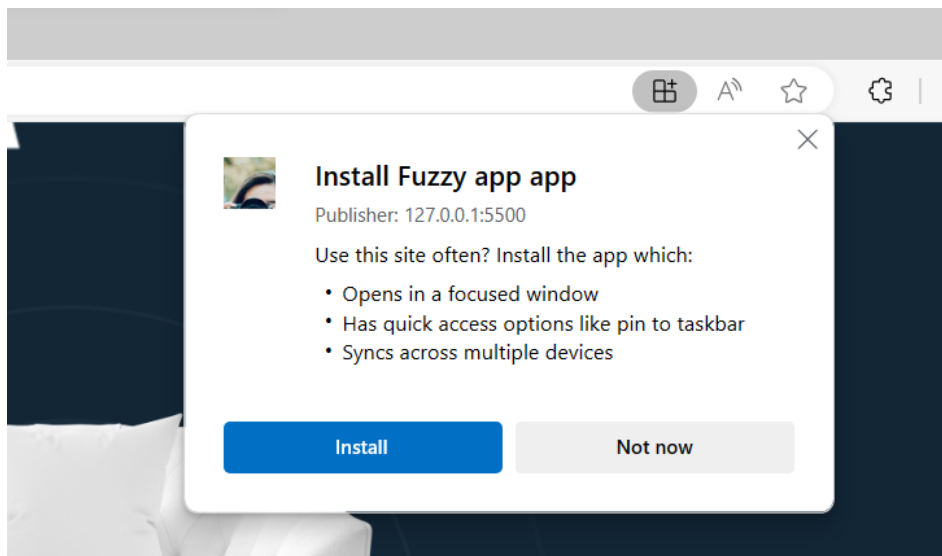 Install Fuzzy app app
Publisher: 127.0.0.1:5500
Use this site often? Install the app which:
• Opens in a focused window
• Has quick access options like pin to taskbar
• Syncs across multiple devices
Install
Not now